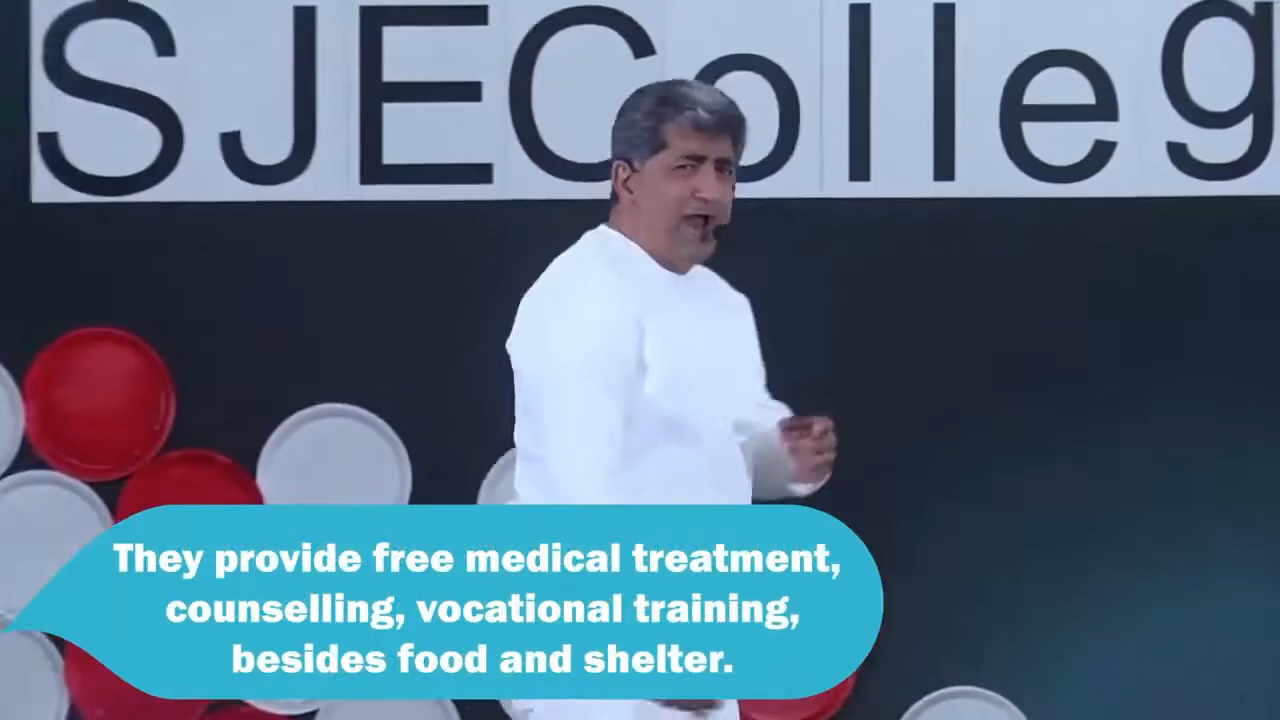 SJEColleg
They provide free medical treatment,
counselling, vocational training,
besides food and shelter.